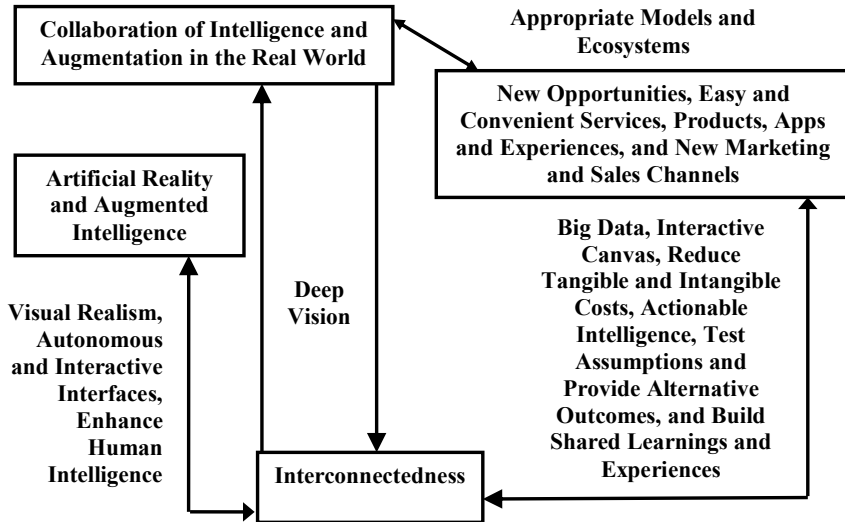 Collaboration of Intelligence and
Augmentation in the Real World
Appropriate Models and
Ecosystems
New Opportunities, Easy and
Convenient Services, Products, Apps
and Experiences, and New Marketing
and Sales Channels
Artificial Reality
and Augmented
Intelligence
Deep
Vision
Visual Realism,
Autonomous
and Interactive
Interfaces,
Enhance
Human
Intelligence
Big Data, Interactive
Canvas, Reduce
Tangible and Intangible
Costs, Actionable
Intelligence, Test
Assumptions and
Provide Alternative
Outcomes, and Build
Shared Learnings and
Experiences
Interconnectedness